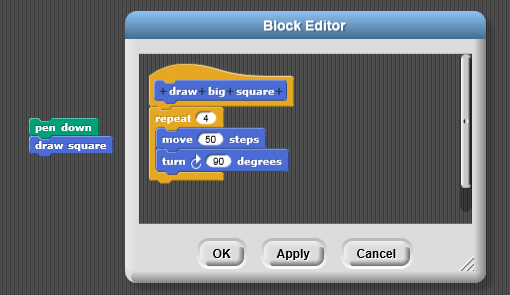 Block Editor
+ draw + big + square +
repeat 4
move 50 steps
turn 90 degrees
pen down
draw square
OK Apply Cancel